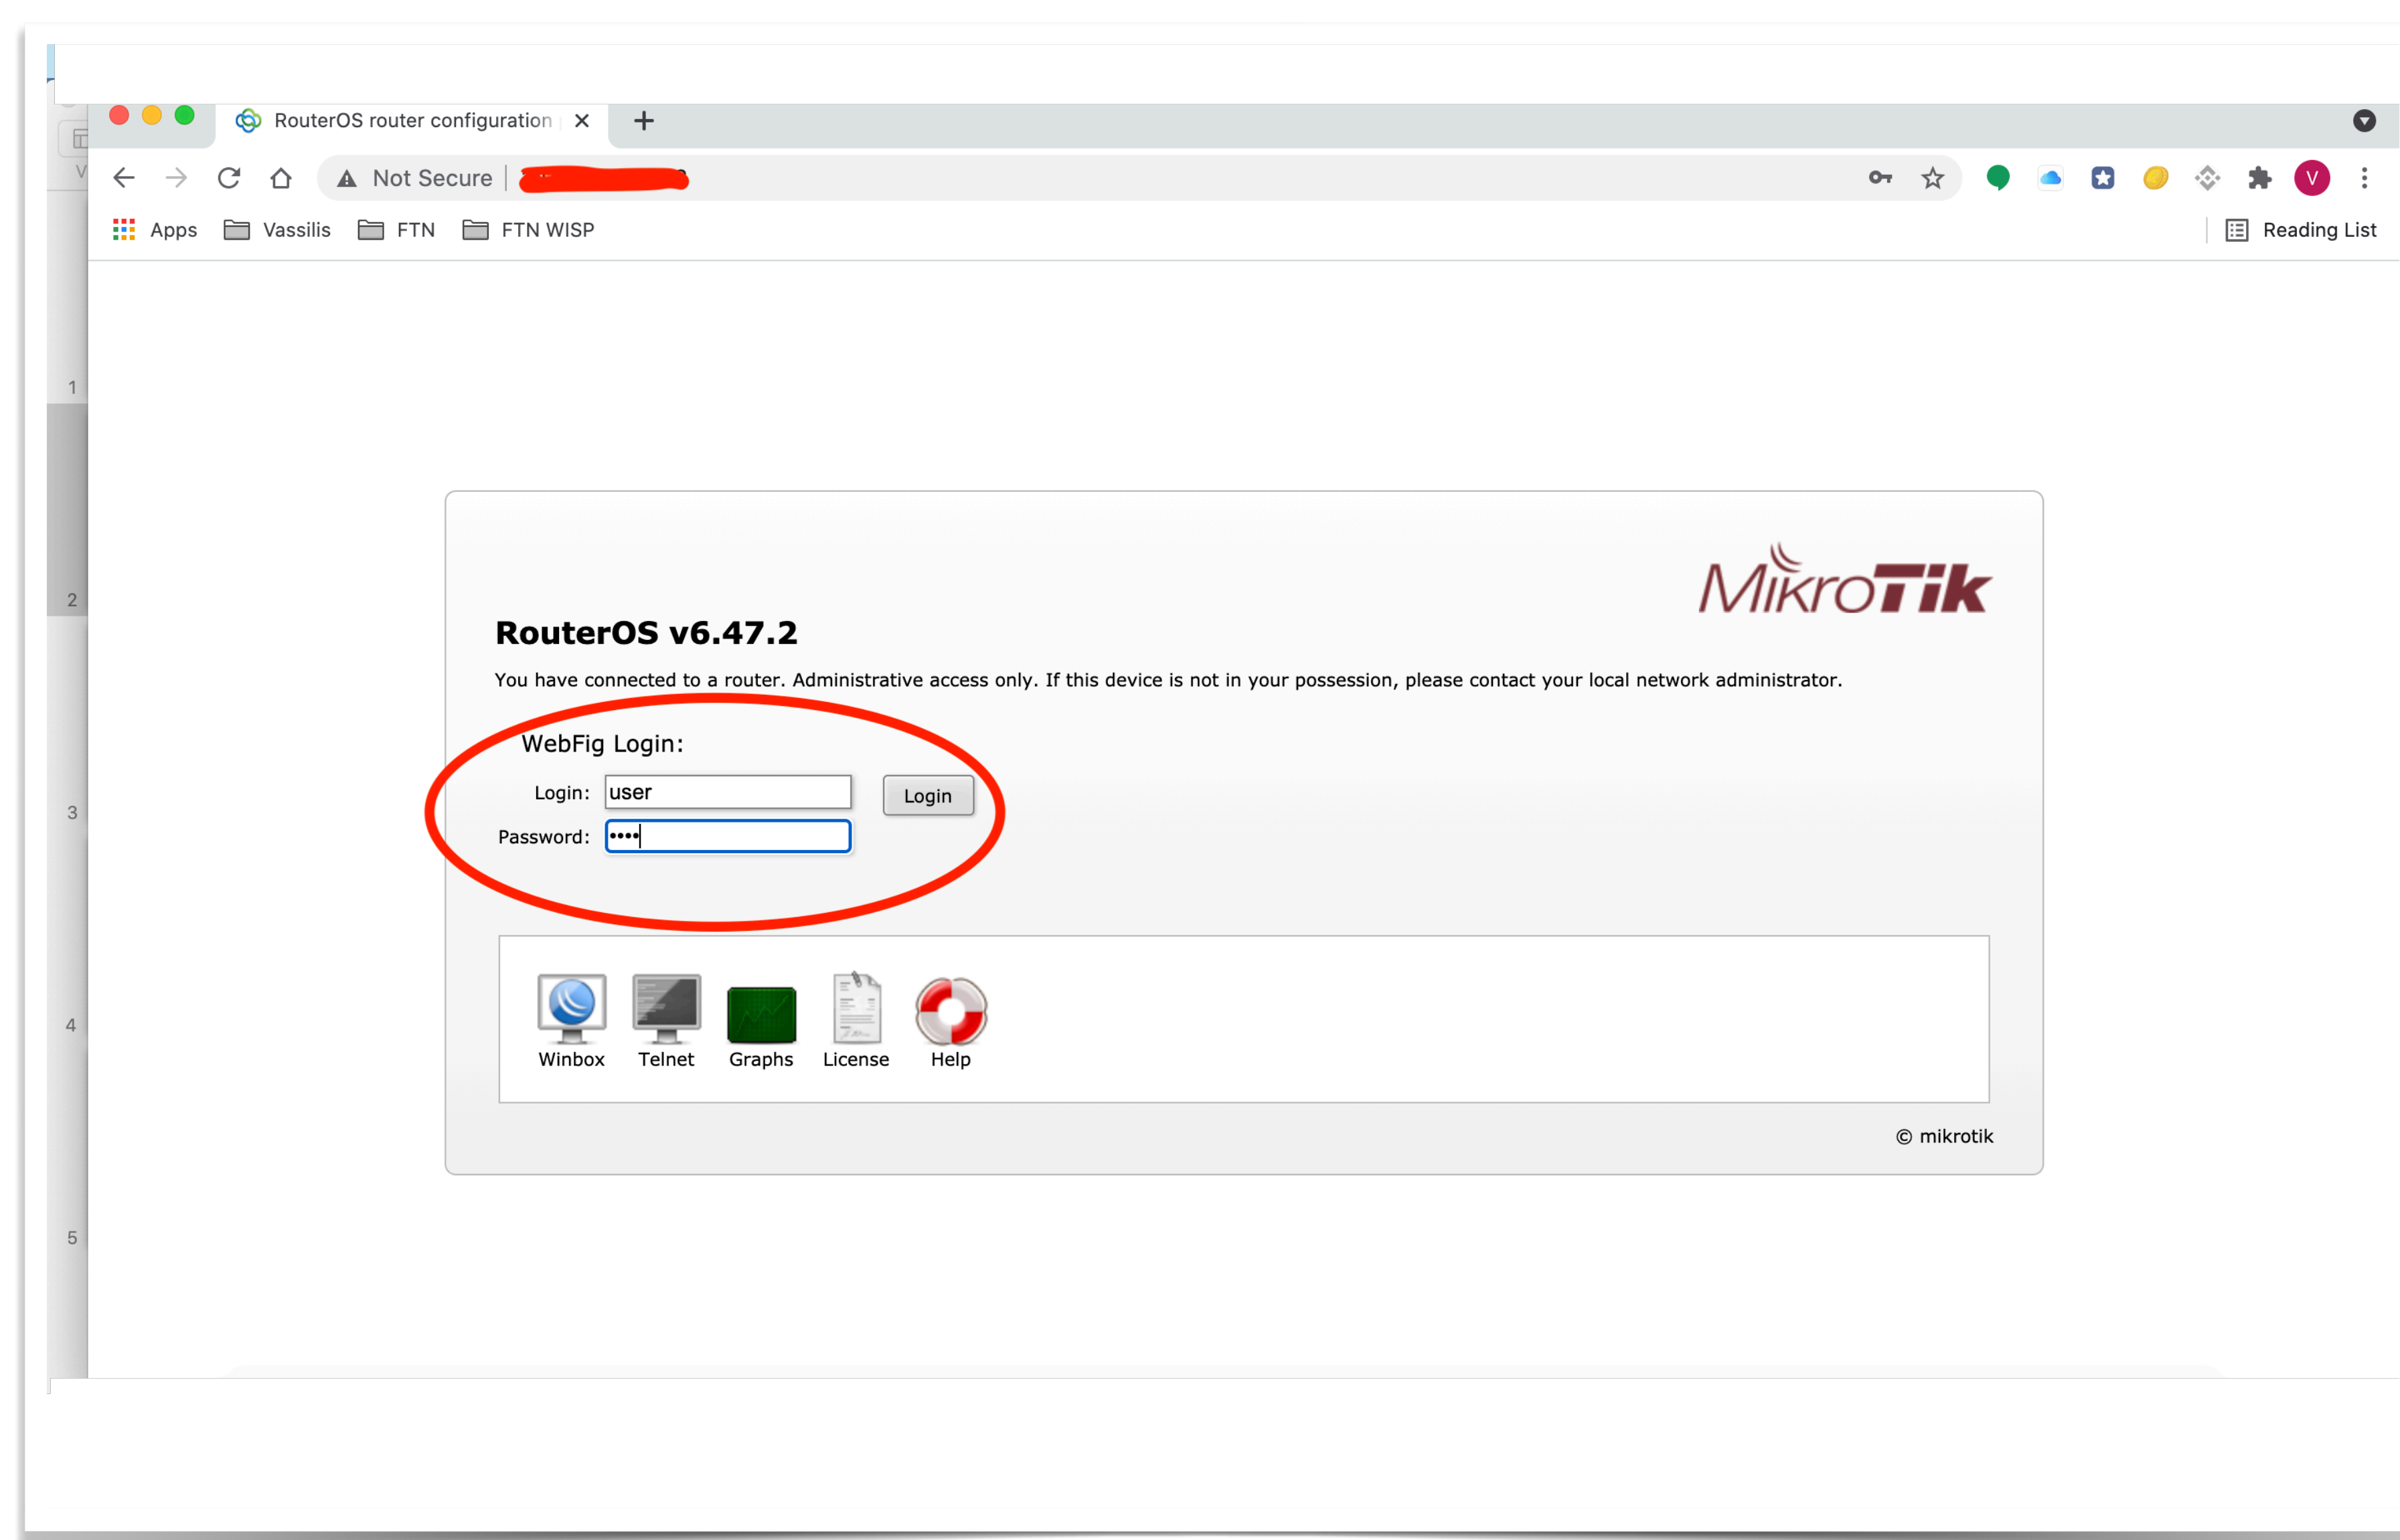 RouterOS router configuration
Not Secure
Apps Vassilis FTN FTN WISP Reading List
V
V
1
2
3
4
5
MikroTik
RouterOS v6.47.2
You have connected to a router. Administrative access only. If this device is not in your possession, please contact your local network administrator.
WebFig Login:
Login: user Login
Password: ••••
Winbox Telnet Graphs License Help
© mikrotik